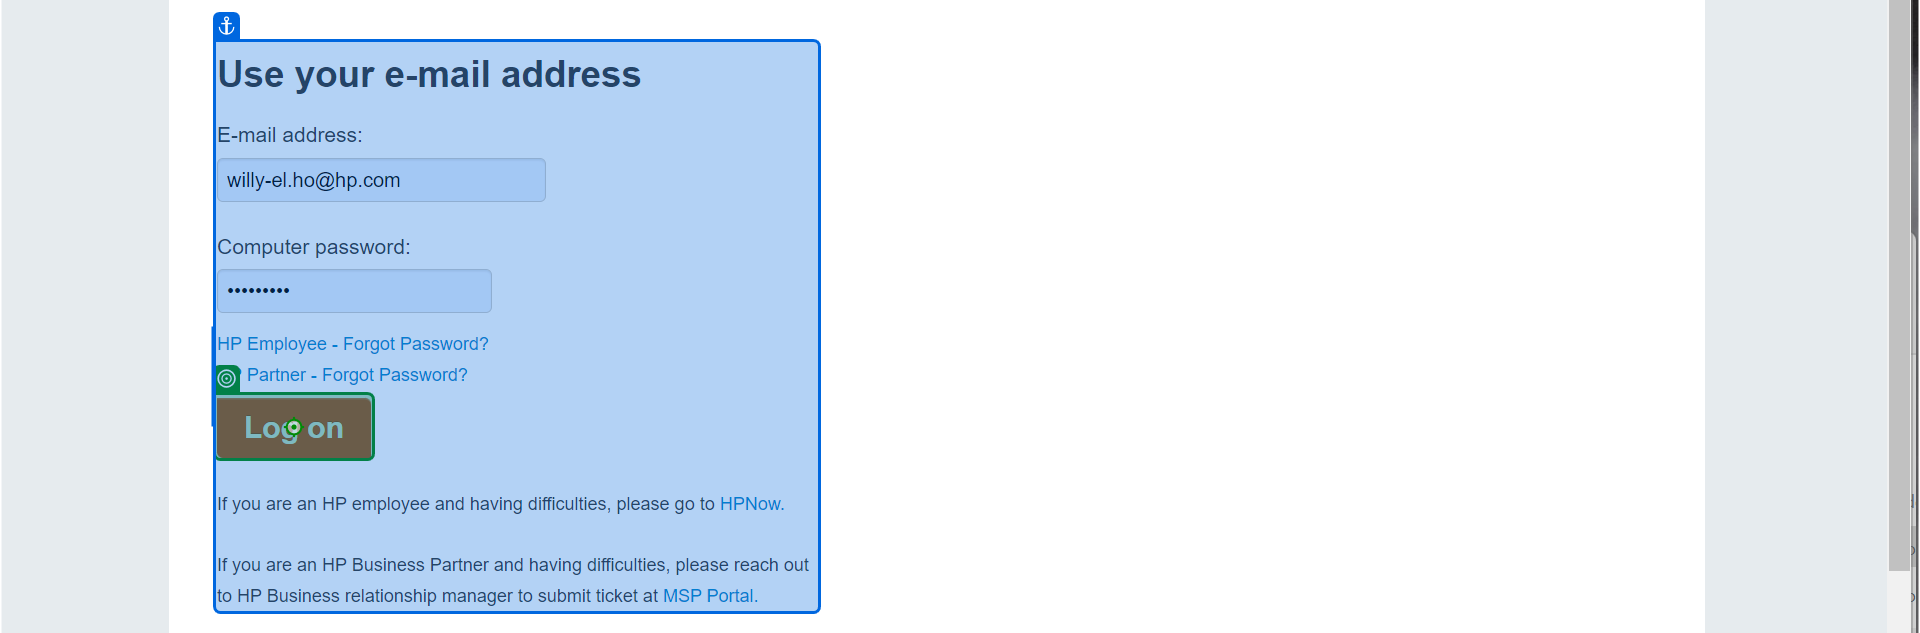 Use your e-mail address
E-mail address:
willy-el.ho@hp.com
Computer password:
•••••••••
HP Employee - Forgot Password?
Partner - Forgot Password?
Log on
If you are an HP employee and having difficulties, please go to HPNow.
If you are an HP Business Partner and having difficulties, please reach out
to HP Business relationship manager to submit ticket at MSP Portal.